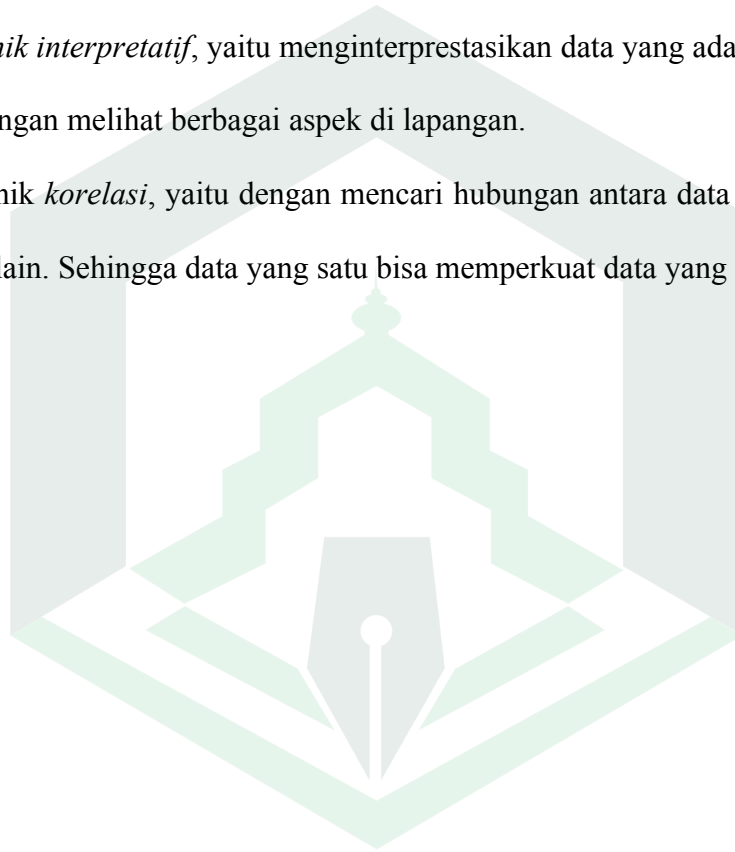 nik interpretatif, yaitu menginterprestasikan data yang ada
ngan melihat berbagai aspek di lapangan.
nik korelasi, yaitu dengan mencari hubungan antara data
lain. Sehingga data yang satu bisa memperkuat data yang